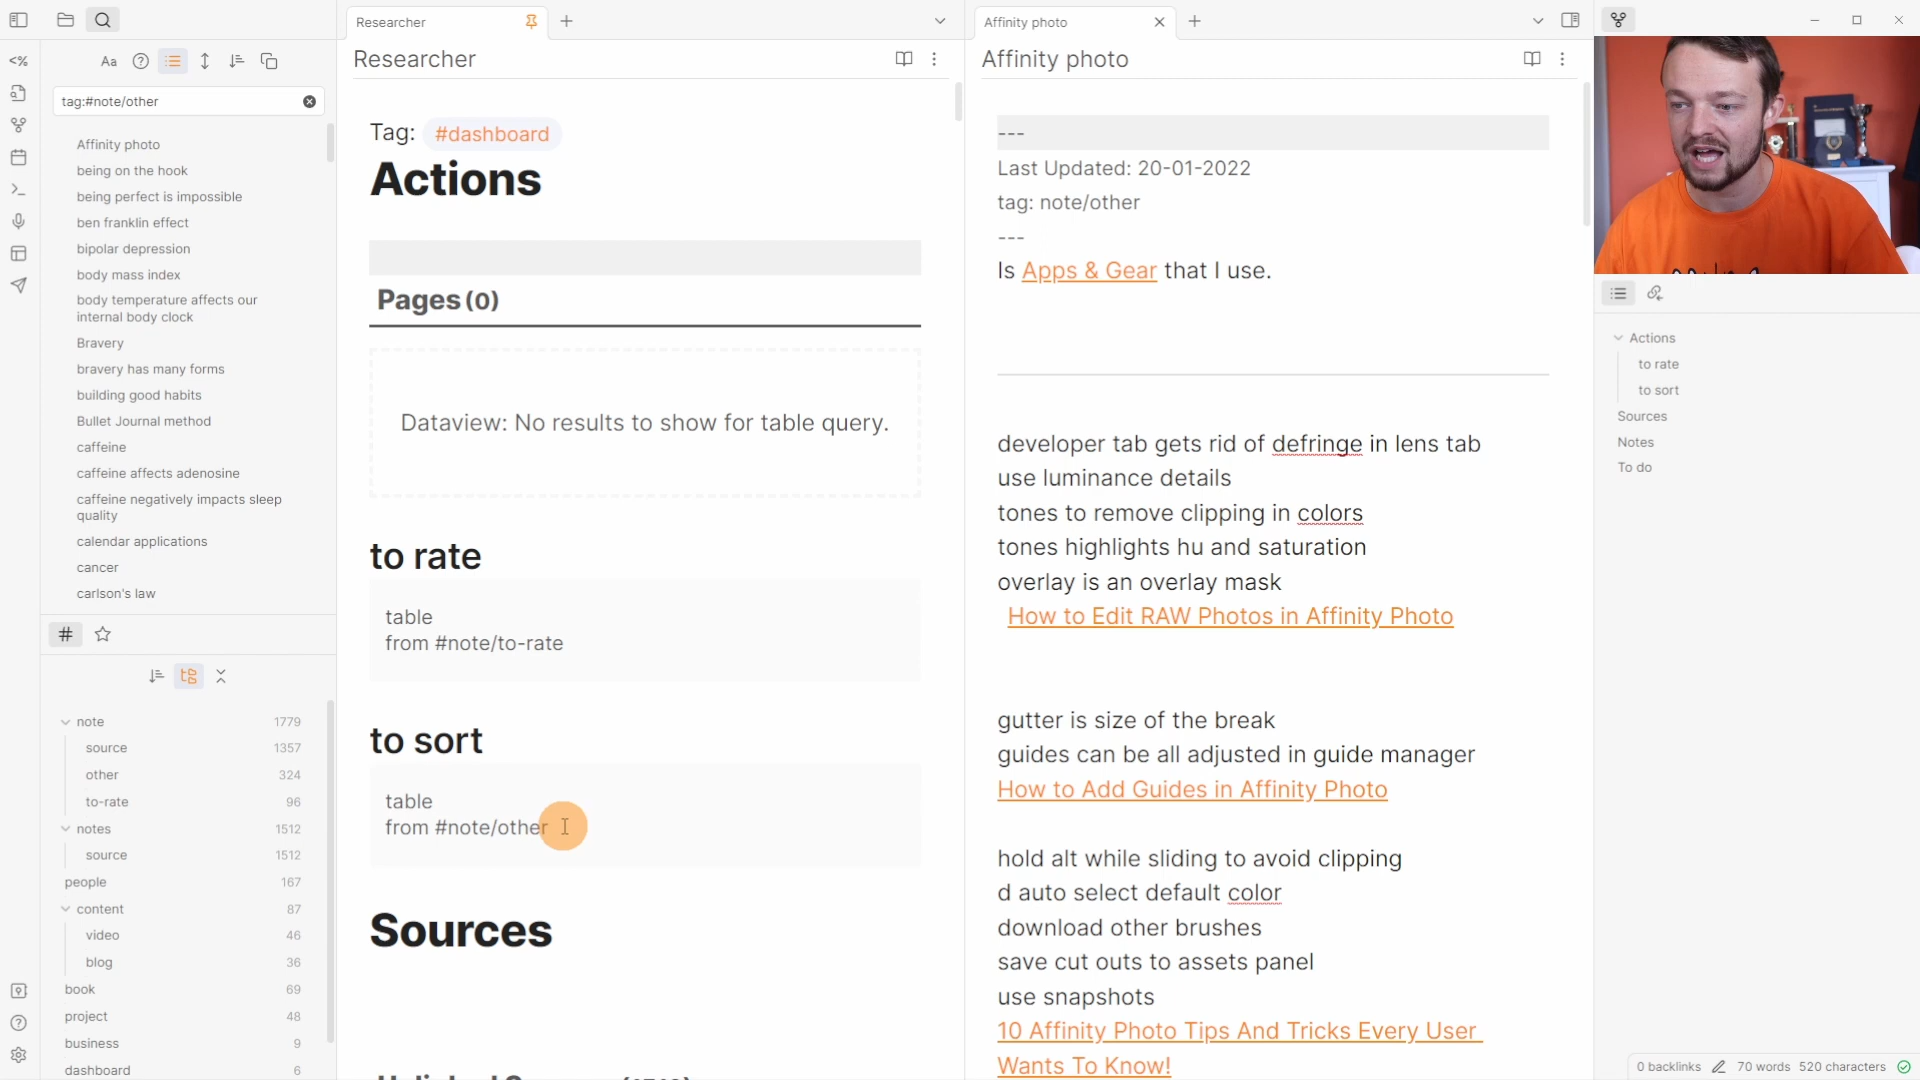 Researcher
Affinity photo
<%
Aa
tag:#note/other
Affinity photo
being on the hook
being perfect is impossible
ben franklin effect
bipolar depression
body mass index
body temperature affects our
internal body clock
Bravery
bravery has many forms
building good habits
Bullet Journal method
caffeine
caffeine affects adenosine
caffeine negatively impacts sleep
quality
calendar applications
cancer
carlson's law
note 1779
source 1357
other 324
to-rate 96
notes 1512
source 1512
people 167
content 87
video 46
blog 36
book 69
project 48
business 9
dashboard 6
Researcher
Tag: #dashboard
Actions
Pages (0)
Dataview: No results to show for table query.
to rate
table
from #note/to-rate
to sort
table
from #note/other
Sources
Affinity photo
---
Last Updated: 20-01-2022
tag: note/other
---
Is Apps & Gear that I use.
developer tab gets rid of defringe in lens tab
use luminance details
tones to remove clipping in colors
tones highlights hu and saturation
overlay is an overlay mask
How to Edit RAW Photos in Affinity Photo
gutter is size of the break
guides can be all adjusted in guide manager
How to Add Guides in Affinity Photo
hold alt while sliding to avoid clipping
d auto select default color
download other brushes
save cut outs to assets panel
use snapshots
10 Affinity Photo Tips And Tricks Every User
Wants To Know!
Actions
to rate
to sort
Sources
Notes
To do
0 backlinks 70 words 520 characters